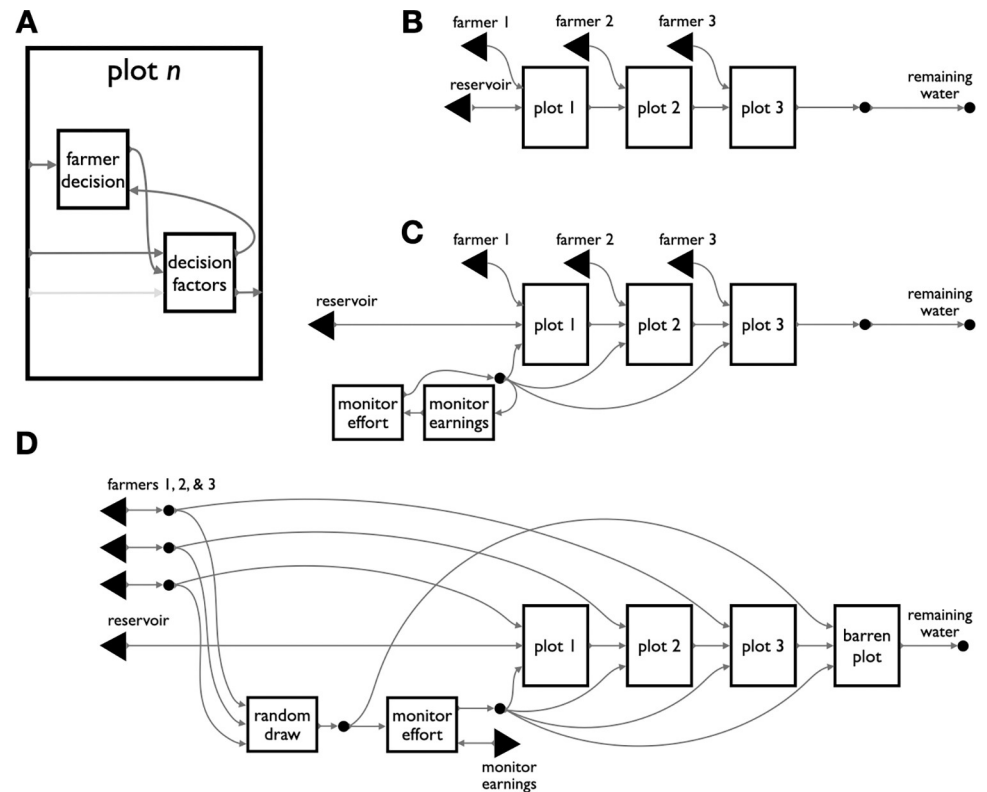 A
plot n
farmer
decision
decision
factors
B
farmer 1
farmer 2
farmer 3
reservoir
plot 1
plot 2
plot 3
remaining
water
C
farmer 1
farmer 2
farmer 3
reservoir
plot 1
plot 2
plot 3
remaining
water
monitor
effort
monitor
earnings
D
farmers 1, 2, & 3
reservoir
plot 1
plot 2
plot 3
barren
plot
remaining
water
random
draw
monitor
effort
monitor
earnings